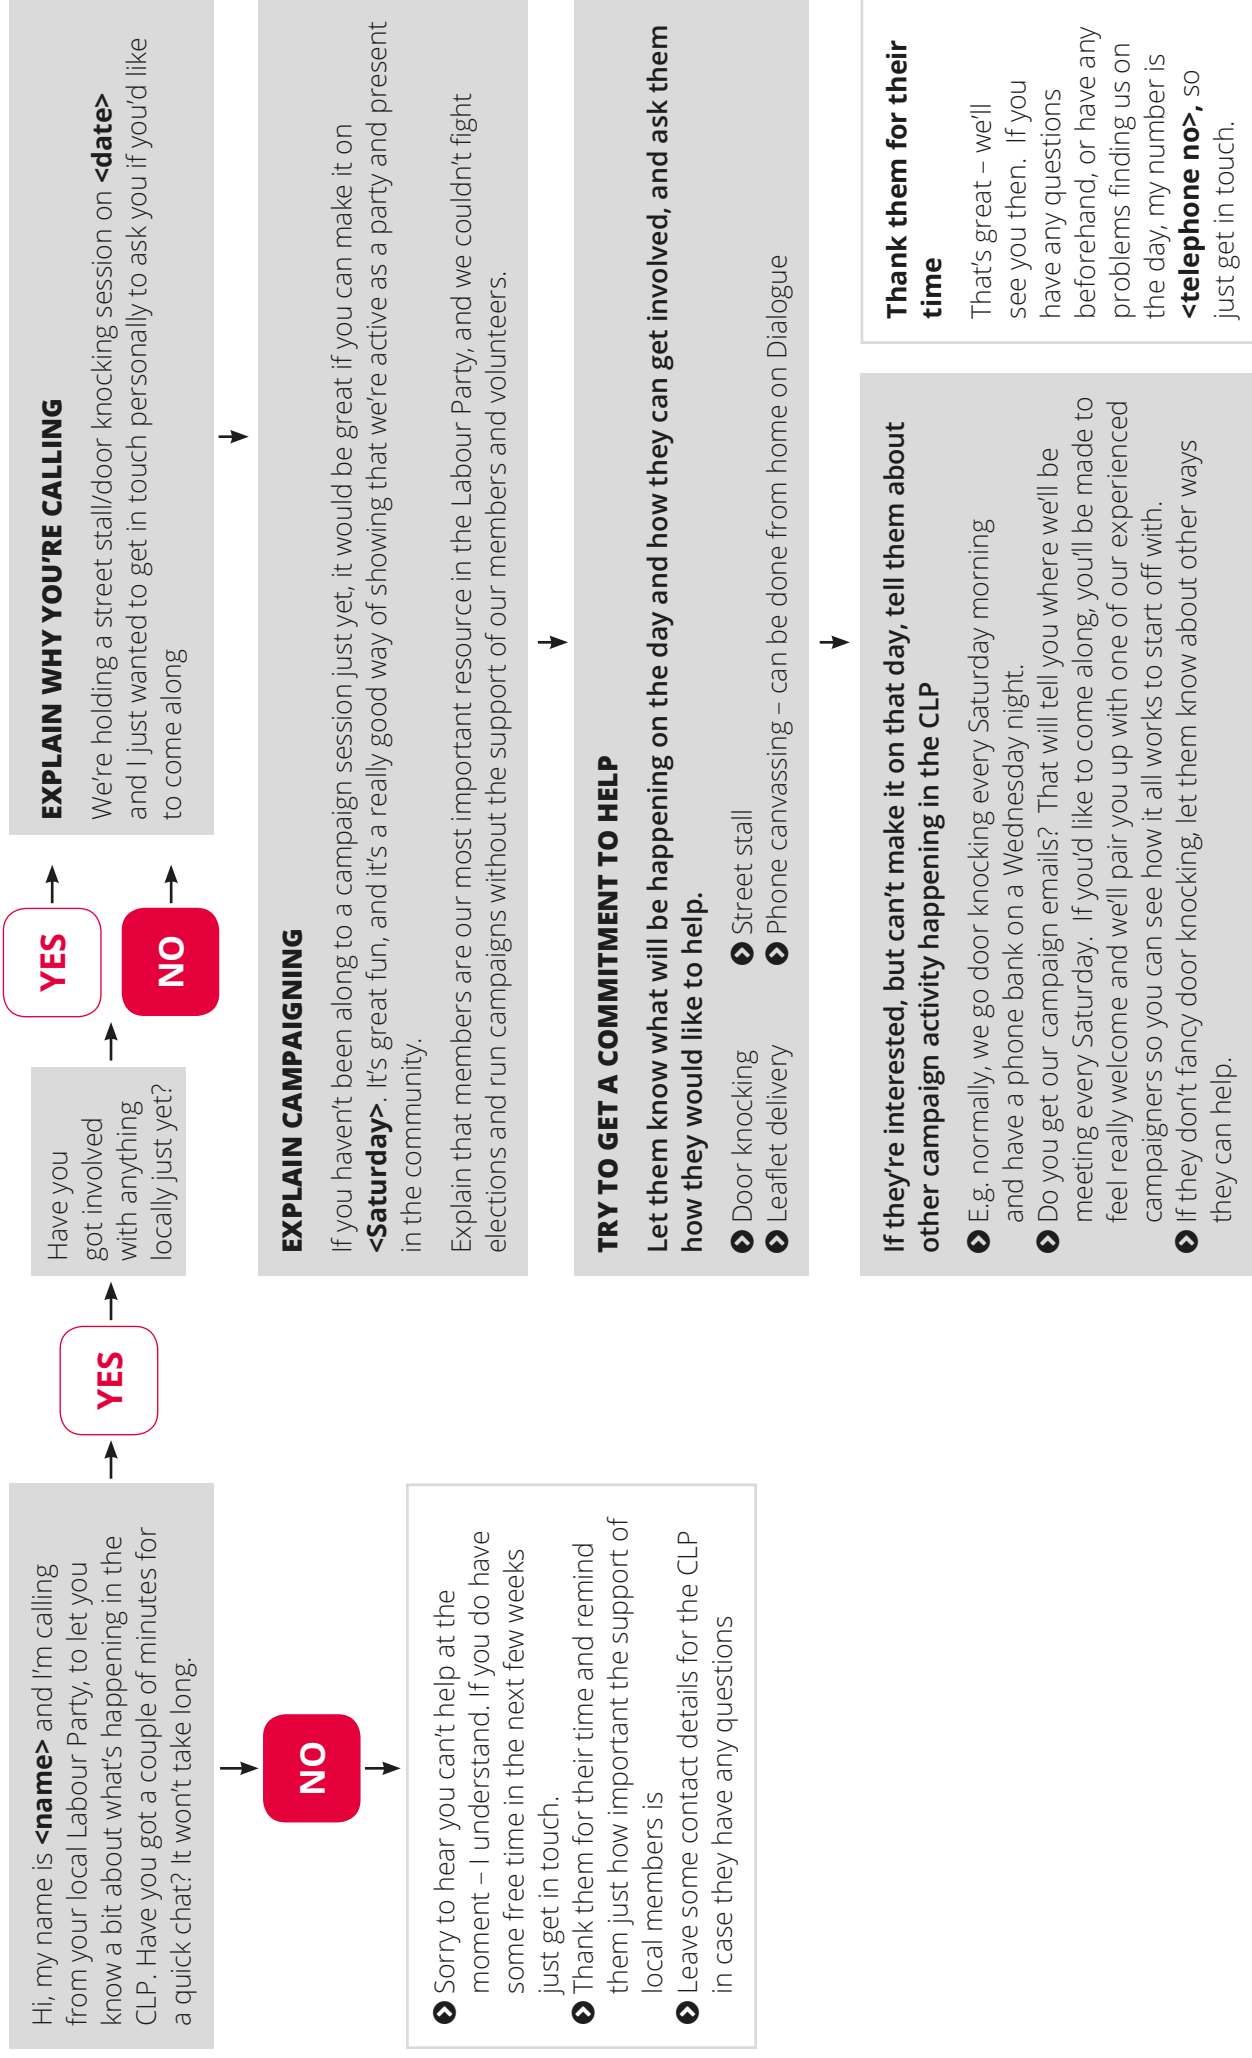 Hi, my name is <name> and I'm calling
from your local Labour Party, to let you
know a bit about what's happening in the
CLP. Have you got a couple of minutes for
a quick chat? It won't take long.
YES
Have you
got involved
with anything
locally just yet?
YES
NO
EXPLAIN WHY YOU'RE CALLING
We're holding a street stall/door knocking session on <date>
and I just wanted to get in touch personally to ask you if you'd like
to come along
NO
Sorry to hear you can't help at the
moment – I understand. If you do have
some free time in the next few weeks
just get in touch.
Thank them for their time and remind
them just how important the support of
local members is
Leave some contact details for the CLP
in case they have any questions
EXPLAIN CAMPAIGNING
If you haven't been along to a campaign session just yet, it would be great if you can make it on
<Saturday>. It's great fun, and it's a really good way of showing that we're active as a party and present
in the community.
Explain that members are our most important resource in the Labour Party, and we couldn't fight
elections and run campaigns without the support of our members and volunteers.
TRY TO GET A COMMITMENT TO HELP
Let them know what will be happening on the day and how they can get involved, and ask them
how they would like to help.
Door knocking
Leaflet delivery
Street stall
Phone canvassing – can be done from home on Dialogue
If they're interested, but can't make it on that day, tell them about
other campaign activity happening in the CLP
E.g. normally, we go door knocking every Saturday morning
and have a phone bank on a Wednesday night.
Do you get our campaign emails?  That will tell you where we'll be
meeting every Saturday.  If you'd like to come along, you'll be made to
feel really welcome and we'll pair you up with one of our experienced
campaigners so you can see how it all works to start off with.
If they don't fancy door knocking, let them know about other ways
they can help.
Thank them for their
time
That's great – we'll
see you then.  If you
have any questions
beforehand, or have any
problems finding us on
the day, my number is
<telephone no>, so
just get in touch.